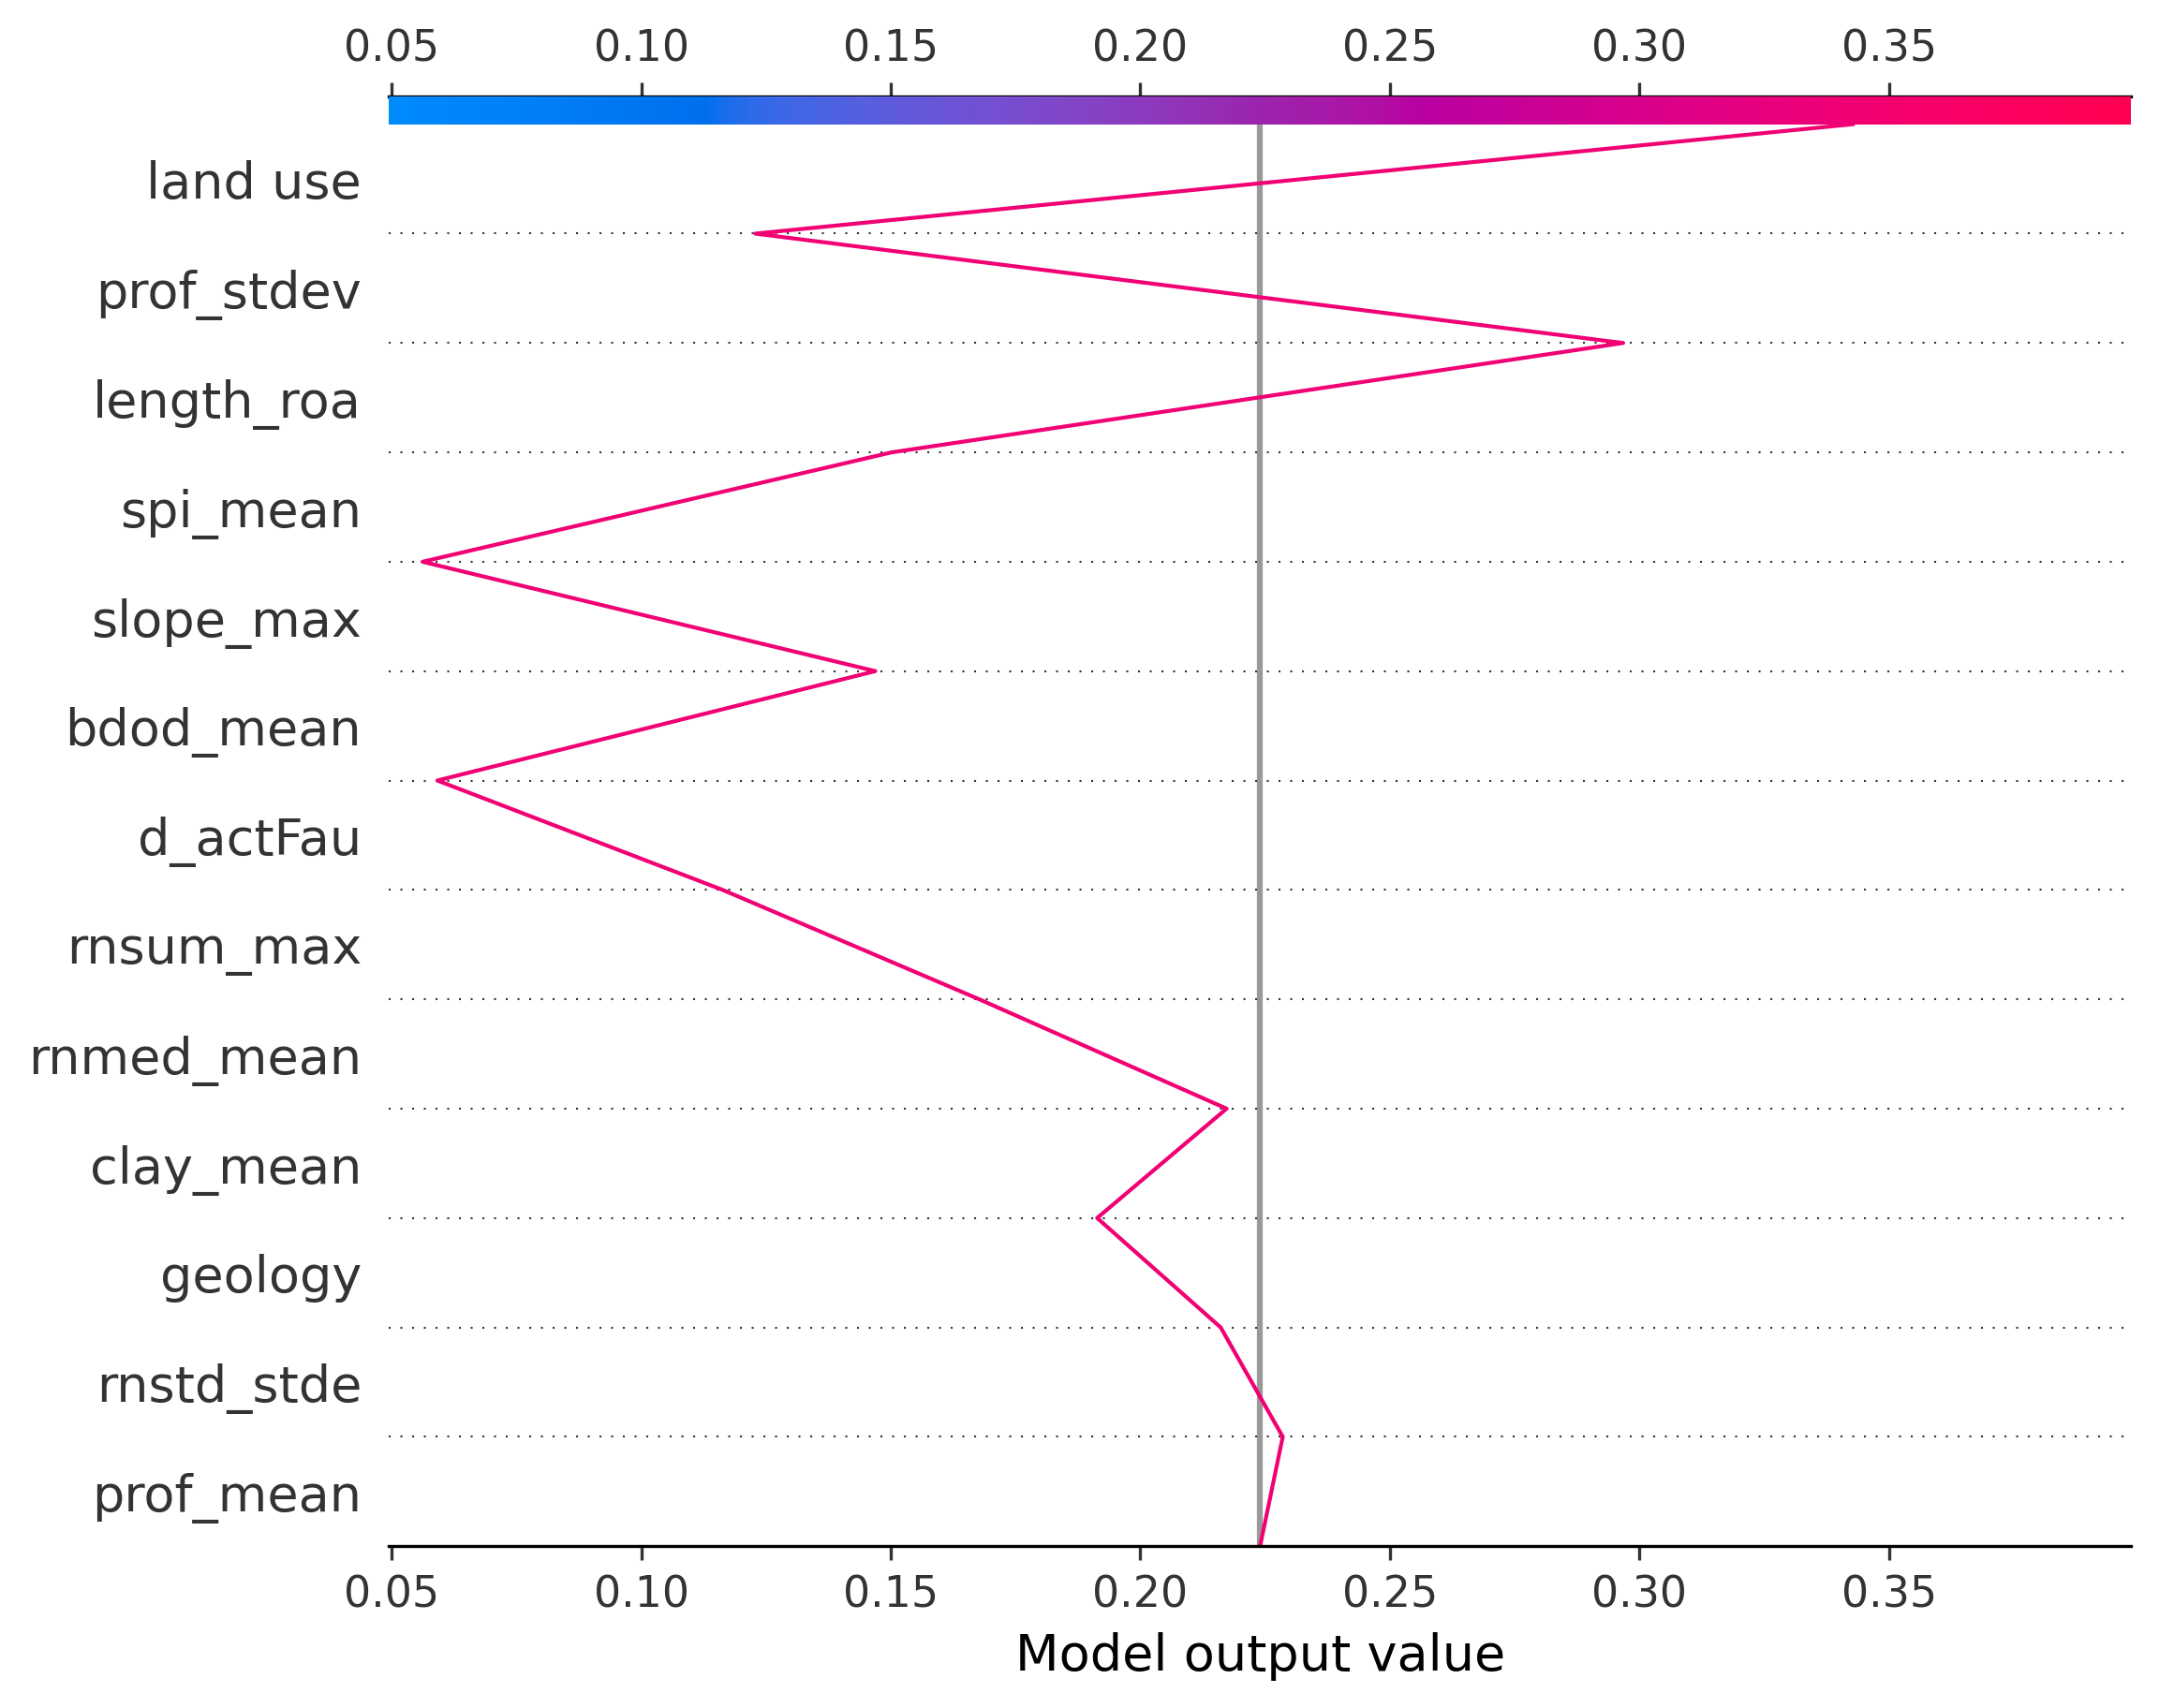 0.05 0.10 0.15 0.20 0.25 0.30 0.35
land use
prof_stdev
length_roa
spi_mean
slope_max
bdod_mean
d_actFau
rnsum_max
rnmed_mean
clay_mean
geology
rnstd_stde
prof_mean
0.05 0.10 0.15 0.20 0.25 0.30 0.35
Model output value